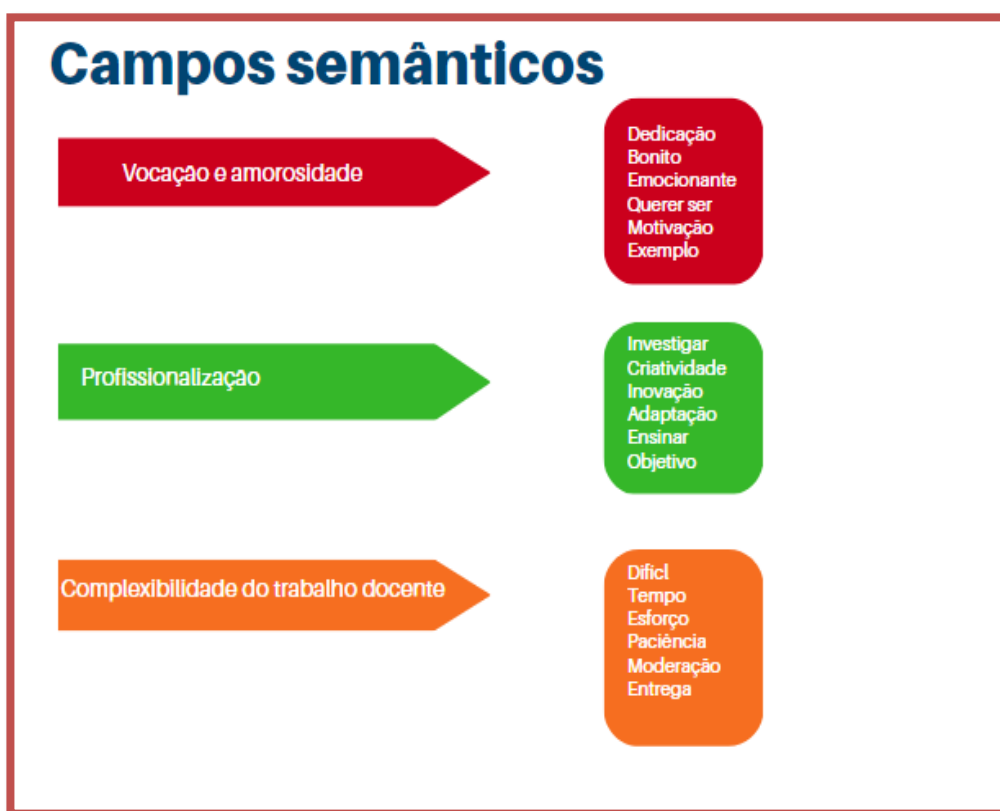 Campos semânticos
Vocação e amorosidade
Dedicação
Bonito
Emocionante
Querer ser
Motivação
Exemplo
Profissionalização
Investigar
Criatividade
Inovação
Adaptação
Ensinar
Objetivo
Complexibilidade do trabalho docente
Difícl
Tempo
Esforço
Paciência
Moderação
Entrega